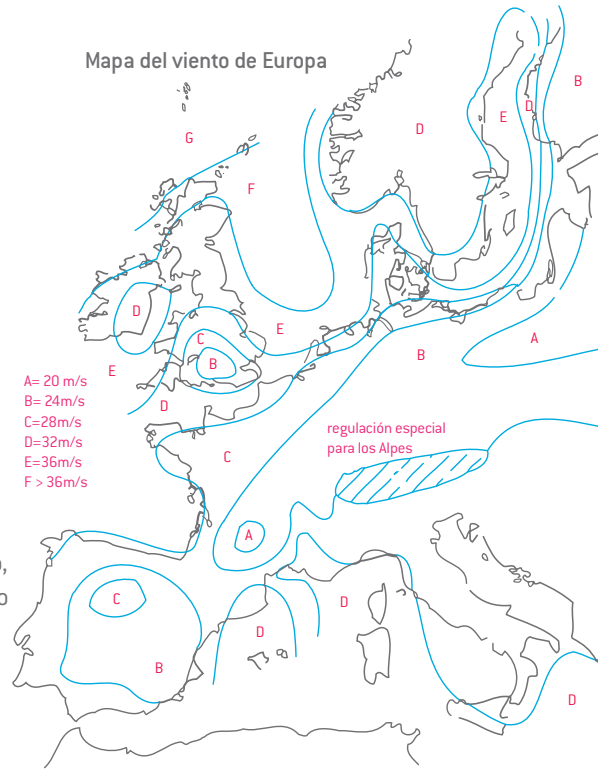 Mapa del viento de Europa
B
E
D
D
G
F
D
E
C
B
A
B
E
D
A= 20 m/s
B= 24m/s
C=28m/s
D=32m/s
E=36m/s
F > 36m/s
regulación especial
para los Alpes
C
A
,
o
C
D
D
B
D